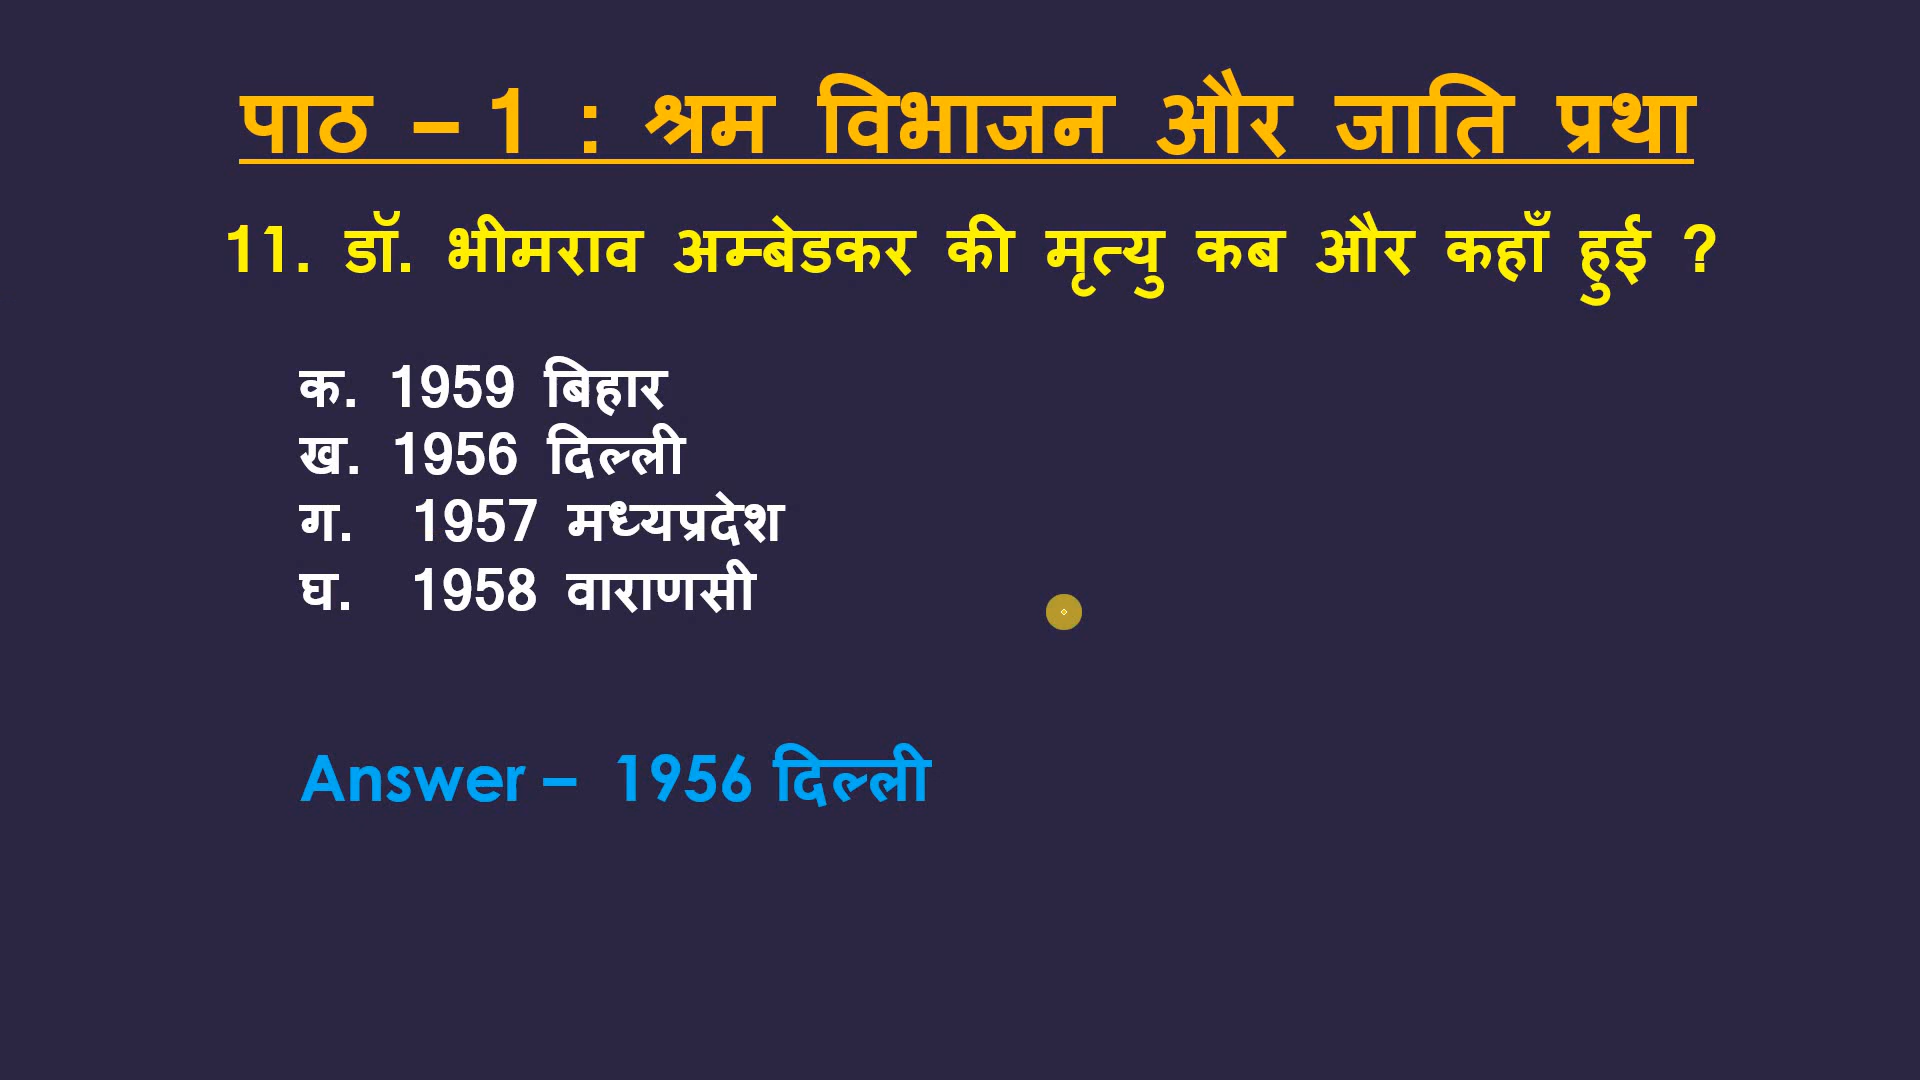 पाठ – 1 : श्रम विभाजन और जाति प्रथा
11. डॉ. भीमराव अम्बेडकर की मृत्यु कब और कहाँ हुई ?
क. 1959 बिहार
ख. 1956 दिल्ली
ग. 1957 मध्यप्रदेश
घ. 1958 वाराणसी
Answer – 1956 दिल्ली